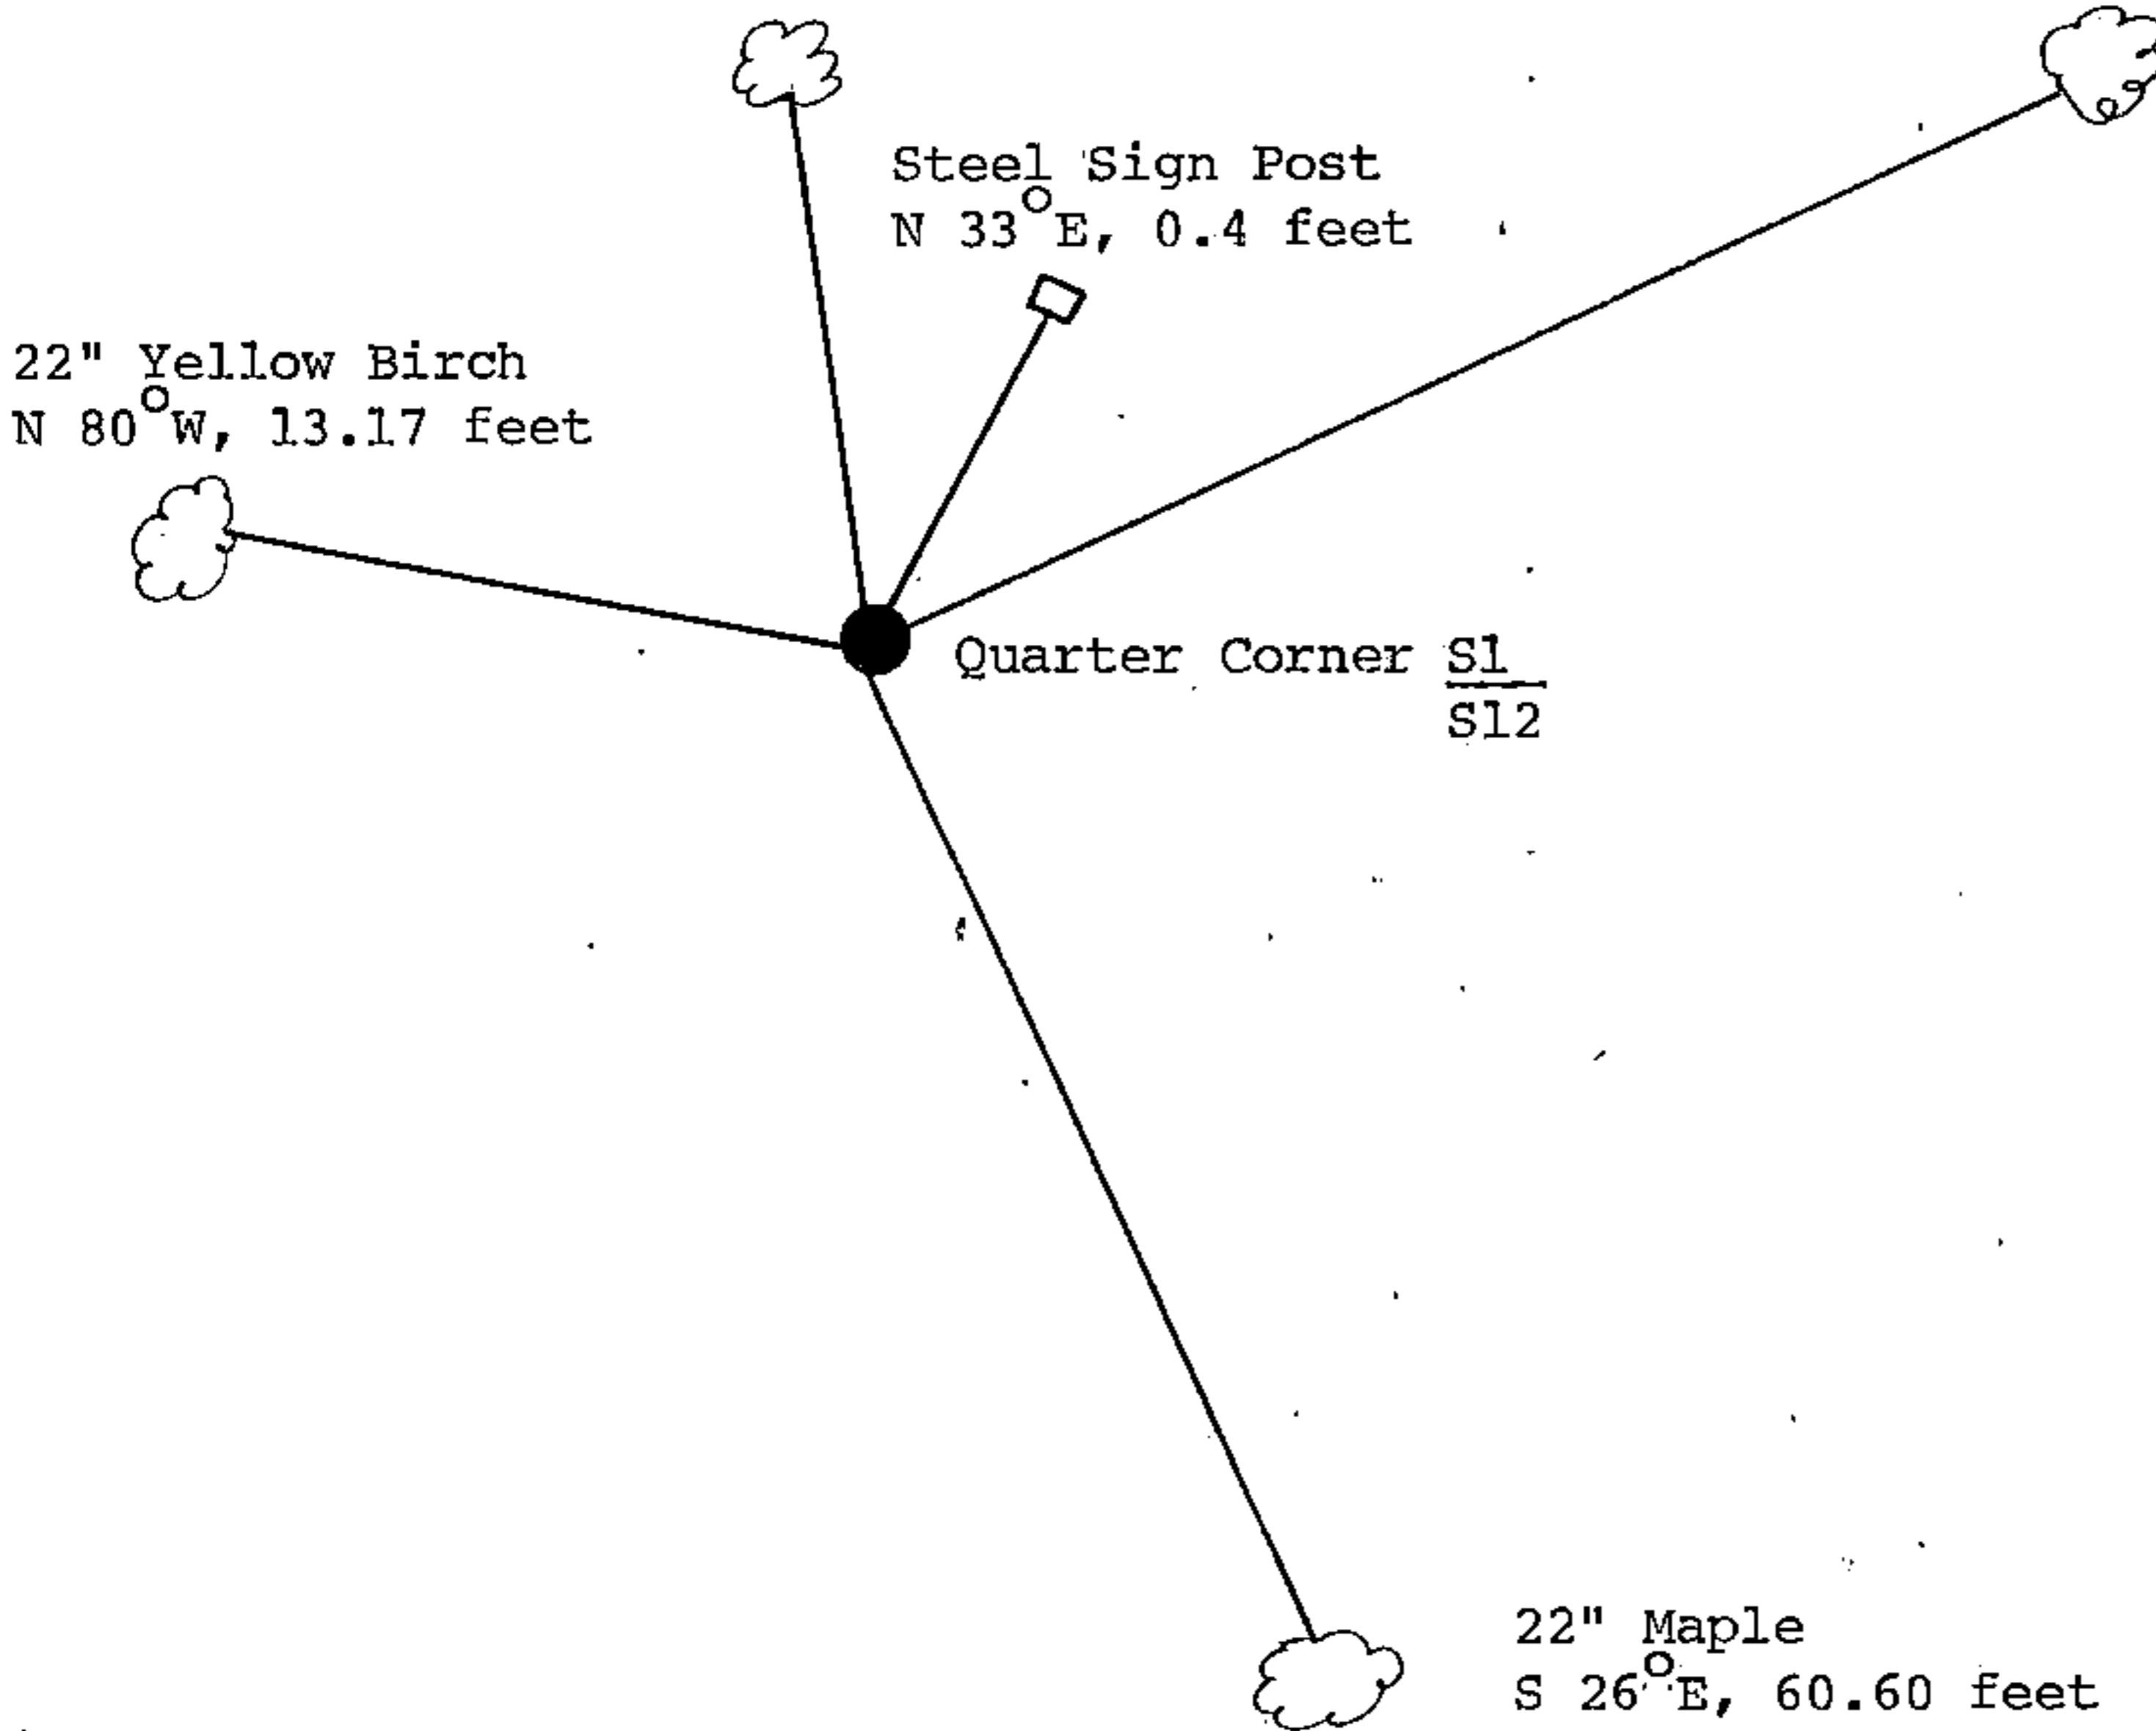 Steel Sign Post
N 33°E, 0.4 feet
22" Yellow Birch
N 80°W, 13.17 feet
Quarter Corner S1
S12
22" Maple
S 26°E, 60.60 feet